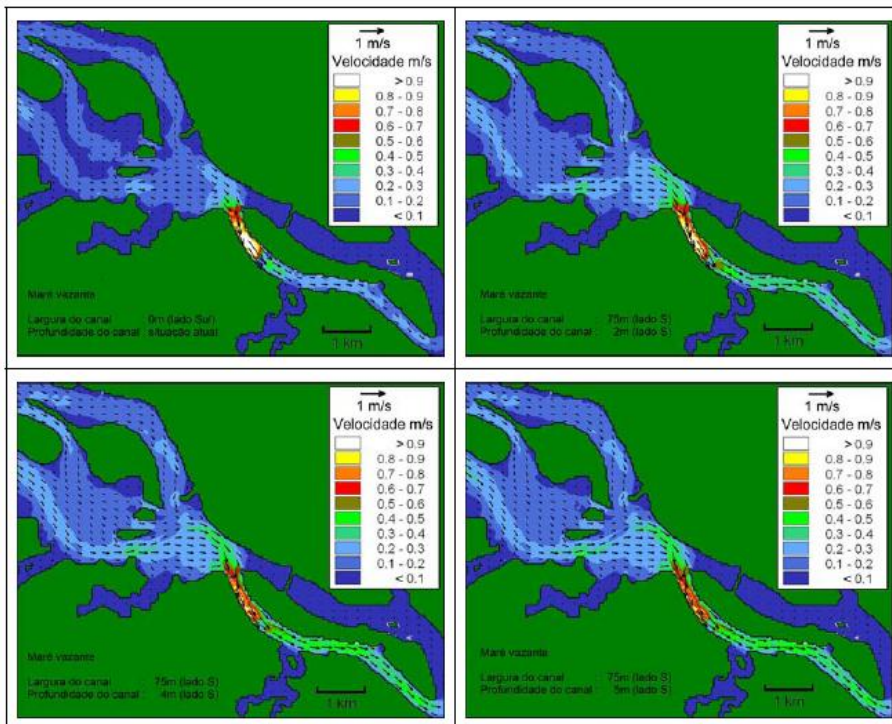 1 m/s
Velocidade m/s
> 0.9
0.8 - 0.9
0.7 - 0.8
0.6 - 0.7
0.5 - 0.6
0.4 - 0.5
0.3 - 0.4
0.2 - 0.3
0.1 - 0.2
< 0.1
Maré vazante
Largura do canal : 0m (lado Sul)
Profundidade do canal : situação atual
1 km
1 m/s
Velocidade m/s
> 0.9
0.8 - 0.9
0.7 - 0.8
0.6 - 0.7
0.5 - 0.6
0.4 - 0.5
0.3 - 0.4
0.2 - 0.3
0.1 - 0.2
< 0.1
Maré vazante
Largura do canal : 75m (lado S)
Profundidade do canal : 2m (lado S)
1 km
1 m/s
Velocidade m/s
> 0.9
0.8 - 0.9
0.7 - 0.8
0.6 - 0.7
0.5 - 0.6
0.4 - 0.5
0.3 - 0.4
0.2 - 0.3
0.1 - 0.2
< 0.1
Maré vazante
Largura do canal : 75m (lado S)
Profundidade do canal : 4m (lado S)
1 km
1 m/s
Velocidade m/s
> 0.9
0.8 - 0.9
0.7 - 0.8
0.6 - 0.7
0.5 - 0.6
0.4 - 0.5
0.3 - 0.4
0.2 - 0.3
0.1 - 0.2
< 0.1
Maré vazante
Largura do canal : 75m (lado S)
Profundidade do canal : 5m (lado S)
1 km